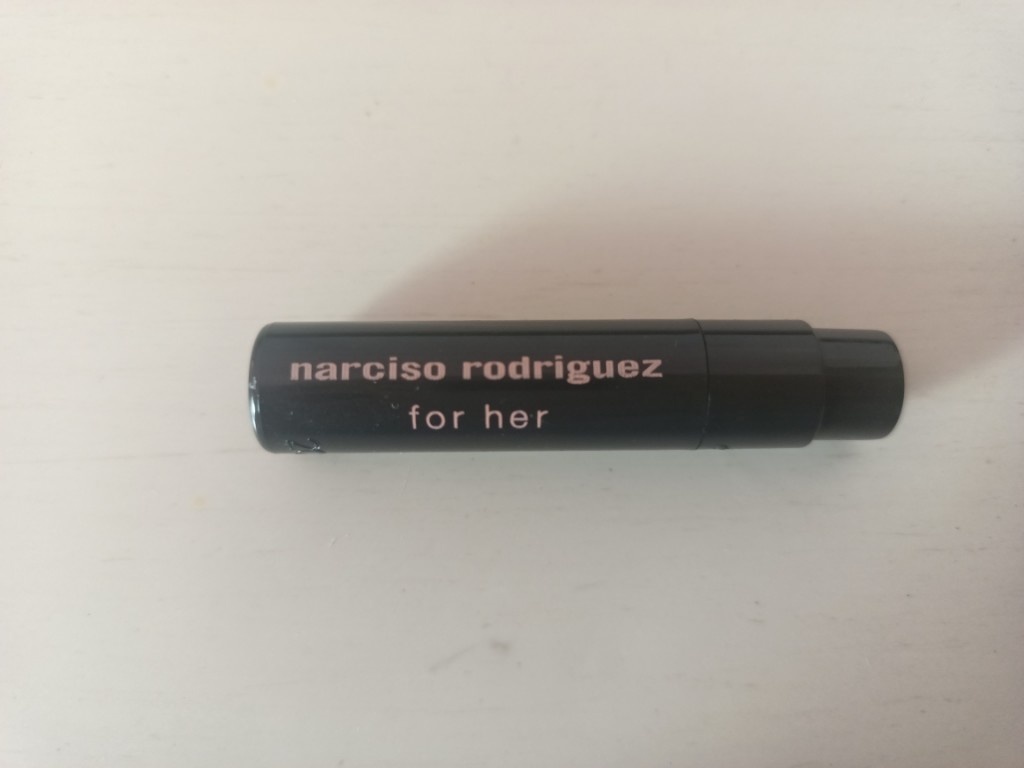 narciso rodriguez
for her